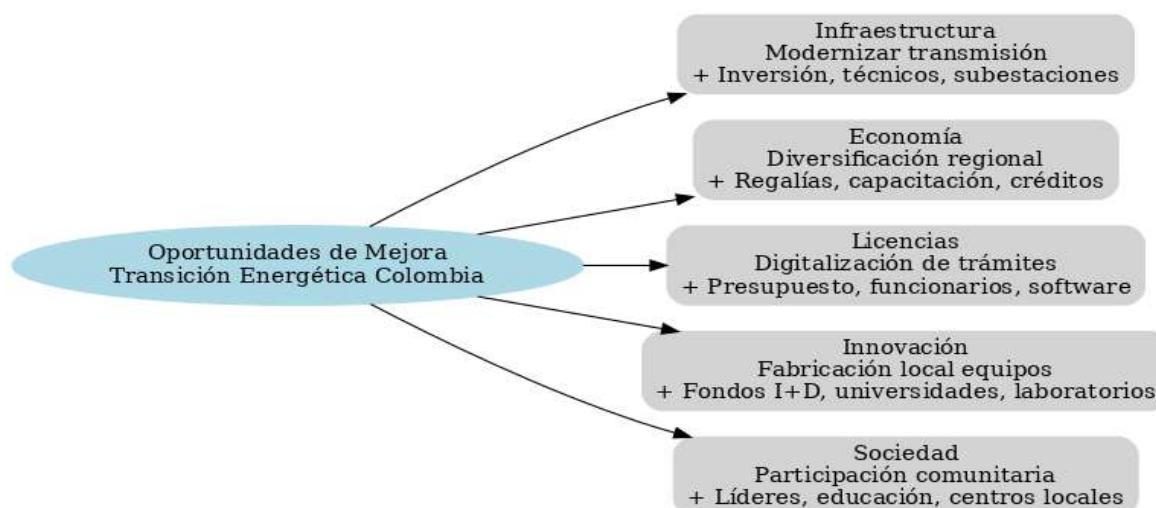 Infraestructura
Modernizar transmisión
+ Inversión, técnicos, subestaciones
Economía
Diversificación regional
+ Regalías, capacitación, créditos
Oportunidades de Mejora
Transición Energética Colombia
Licencias
Digitalización de trámites
+ Presupuesto, funcionarios, software
Innovación
Fabricación local equipos
+ Fondos I+D, universidades, laboratorios
Sociedad
Participación comunitaria
+ Líderes, educación, centros locales